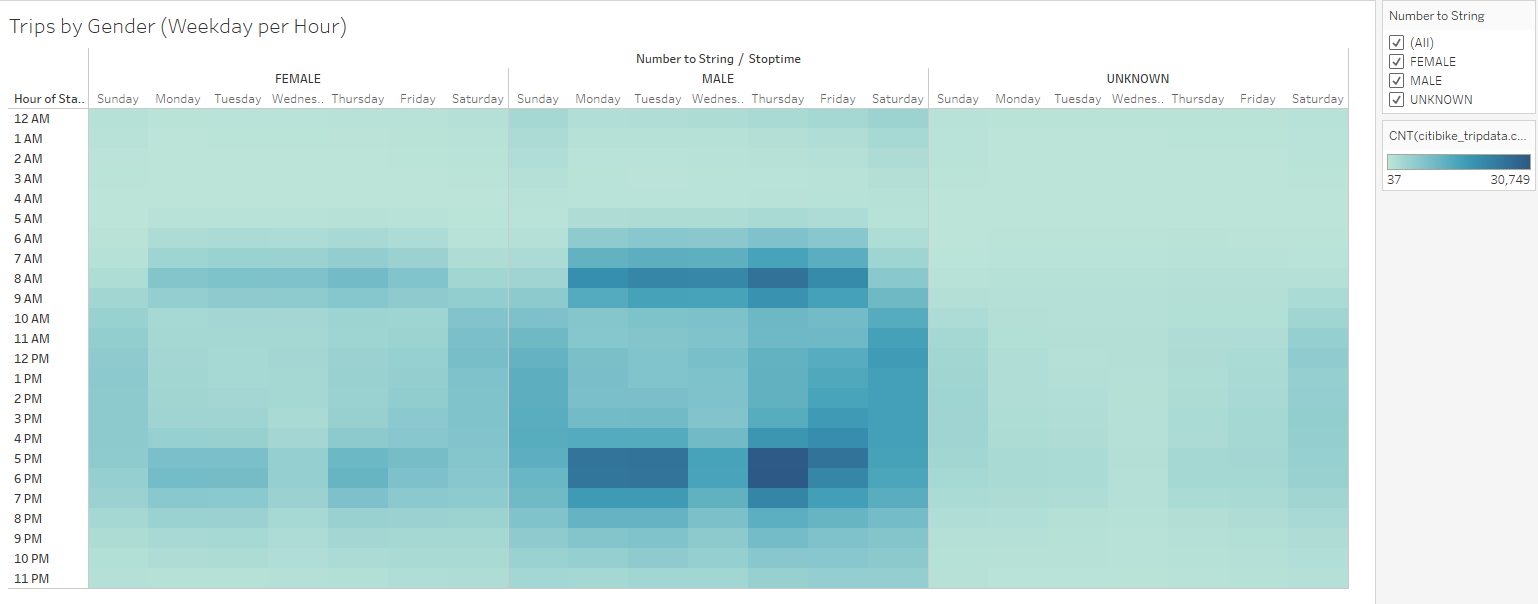 Trips by Gender (Weekday per Hour)
Number to String / Stoptime
FEMALE MALE UNKNOWN
Hour of Sta.. Sunday Monday Tuesday Wednes.. Thursday Friday Saturday Sunday Monday Tuesday Wednes.. Thursday Friday Saturday Sunday Monday Tuesday Wednes.. Thursday Friday Saturday
12 AM
1 AM
2 AM
3 AM
4 AM
5 AM
6 AM
7 AM
8 AM
9 AM
10 AM
11 AM
12 PM
1 PM
2 PM
3 PM
4 PM
5 PM
6 PM
7 PM
8 PM
9 PM
10 PM
11 PM
Number to String
(All)
FEMALE
MALE
UNKNOWN
CNT(citibike_tripdata.c...
37 30,749